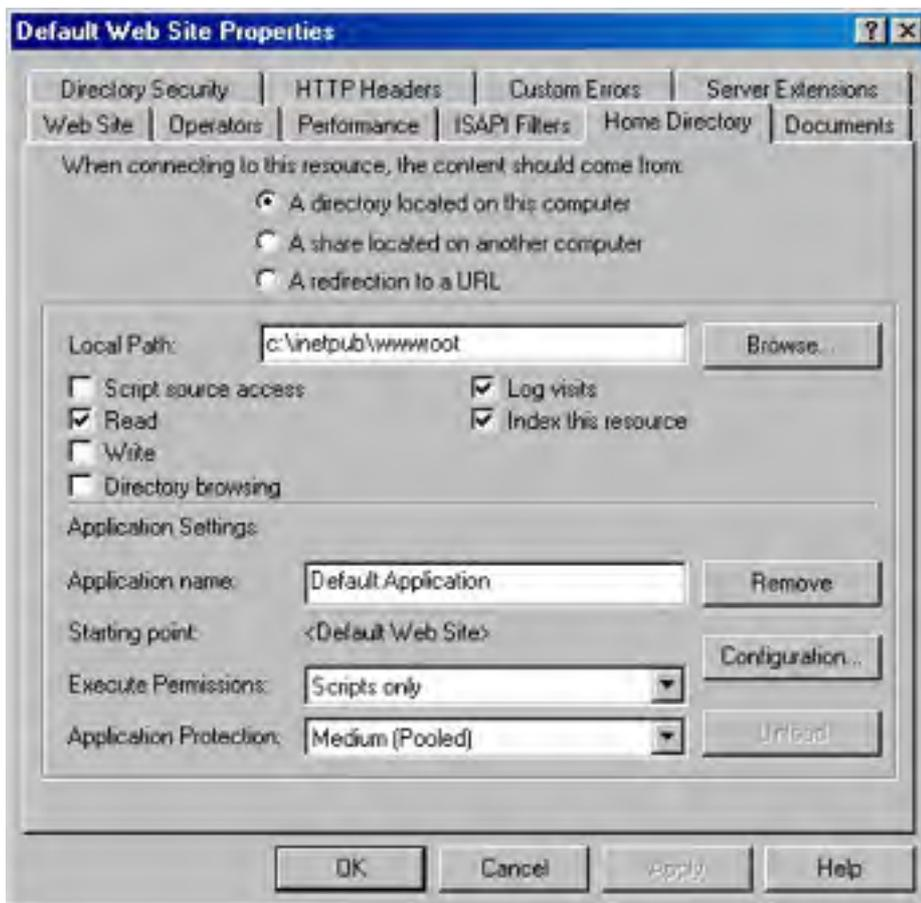 Default Web Site Properties
Directory Security HTTP Headers Custom Errors Server Extensions
Web Site Operators Performance ISAPI Filters Home Directory Documents
When connecting to this resource, the content should come from:
A directory located on this computer
A share located on another computer
A redirection to a URL
Local Path: c:\inetpub\wwwroot Browse...
Script source access Log visits
Read Index this resource
Write
Directory browsing
Application Settings
Application name: Default Application Remove
Starting point: <Default Web Site>
Configuration...
Execute Permissions: Scripts only
Application Protection: Medium (Pooled) Unload
OK Cancel Apply Help